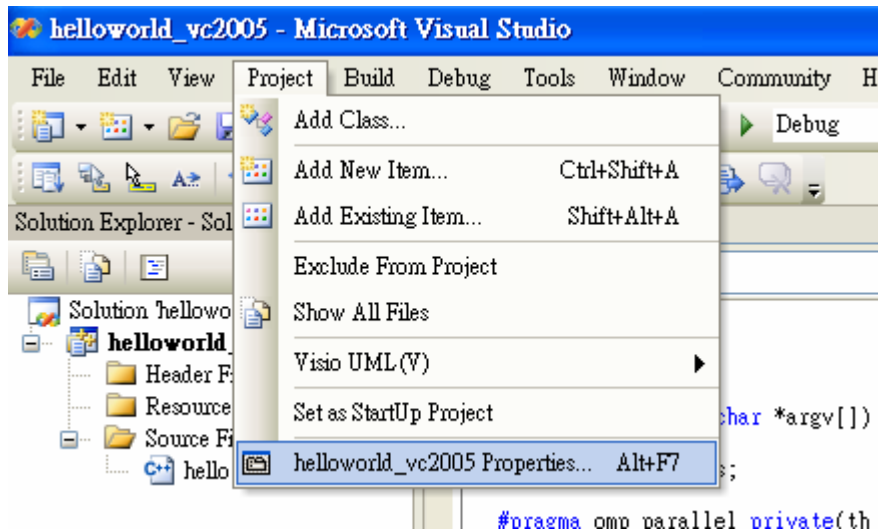 helloworld_vc2005 - Microsoft Visual Studio
File Edit View Project Build Debug Tools Window Community H
Add Class...
Debug
Add New Item... Ctrl+Shift+A
Add Existing Item... Shift+Alt+A
Solution Explorer - Sol
Exclude From Project
Solution 'hellowo
Show All Files
helloworld_
Visio UML(V)
Header F
Resource
Set as StartUp Project
char *argv[])
Source Fi
hello
helloworld_vc2005 Properties... Alt+F7
s;
#pragma omp parallel private(th